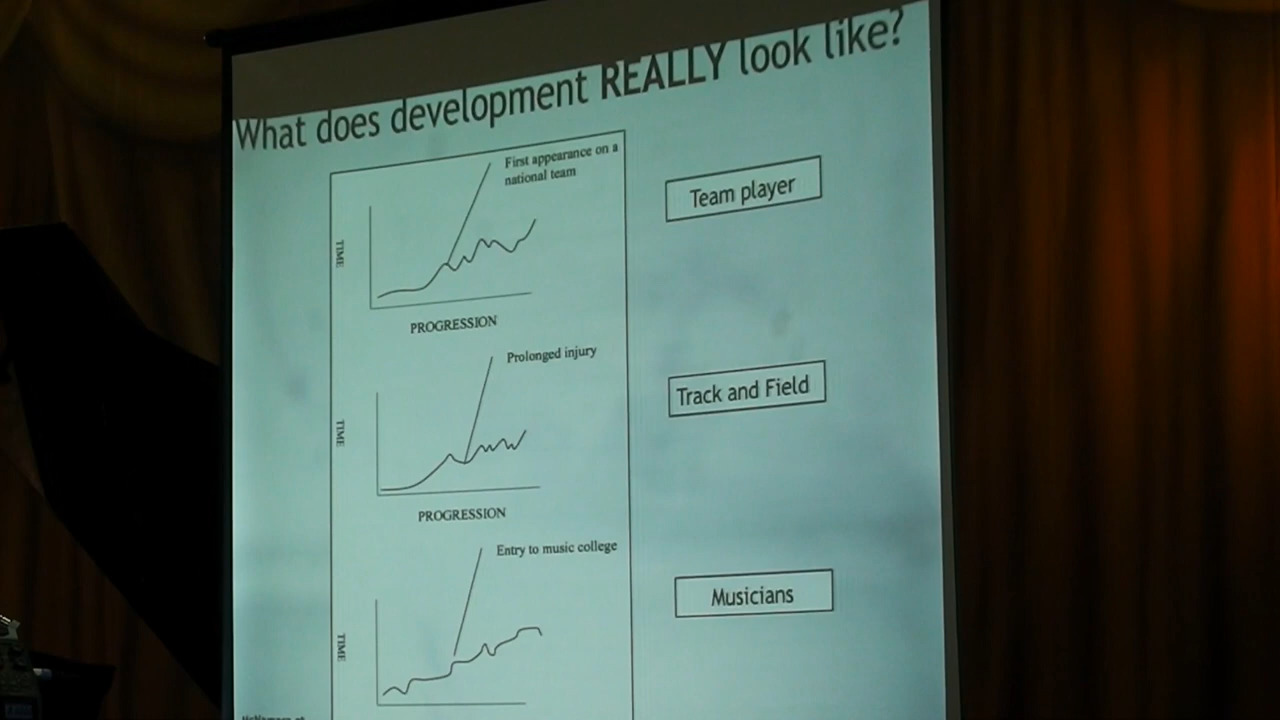 What does development REALLY look like?
First appearance on a
national team
Team player
TIME
PROGRESSION
Prolonged injury
Track and Field
TIME
PROGRESSION
Entry to music college
Musicians
TIME